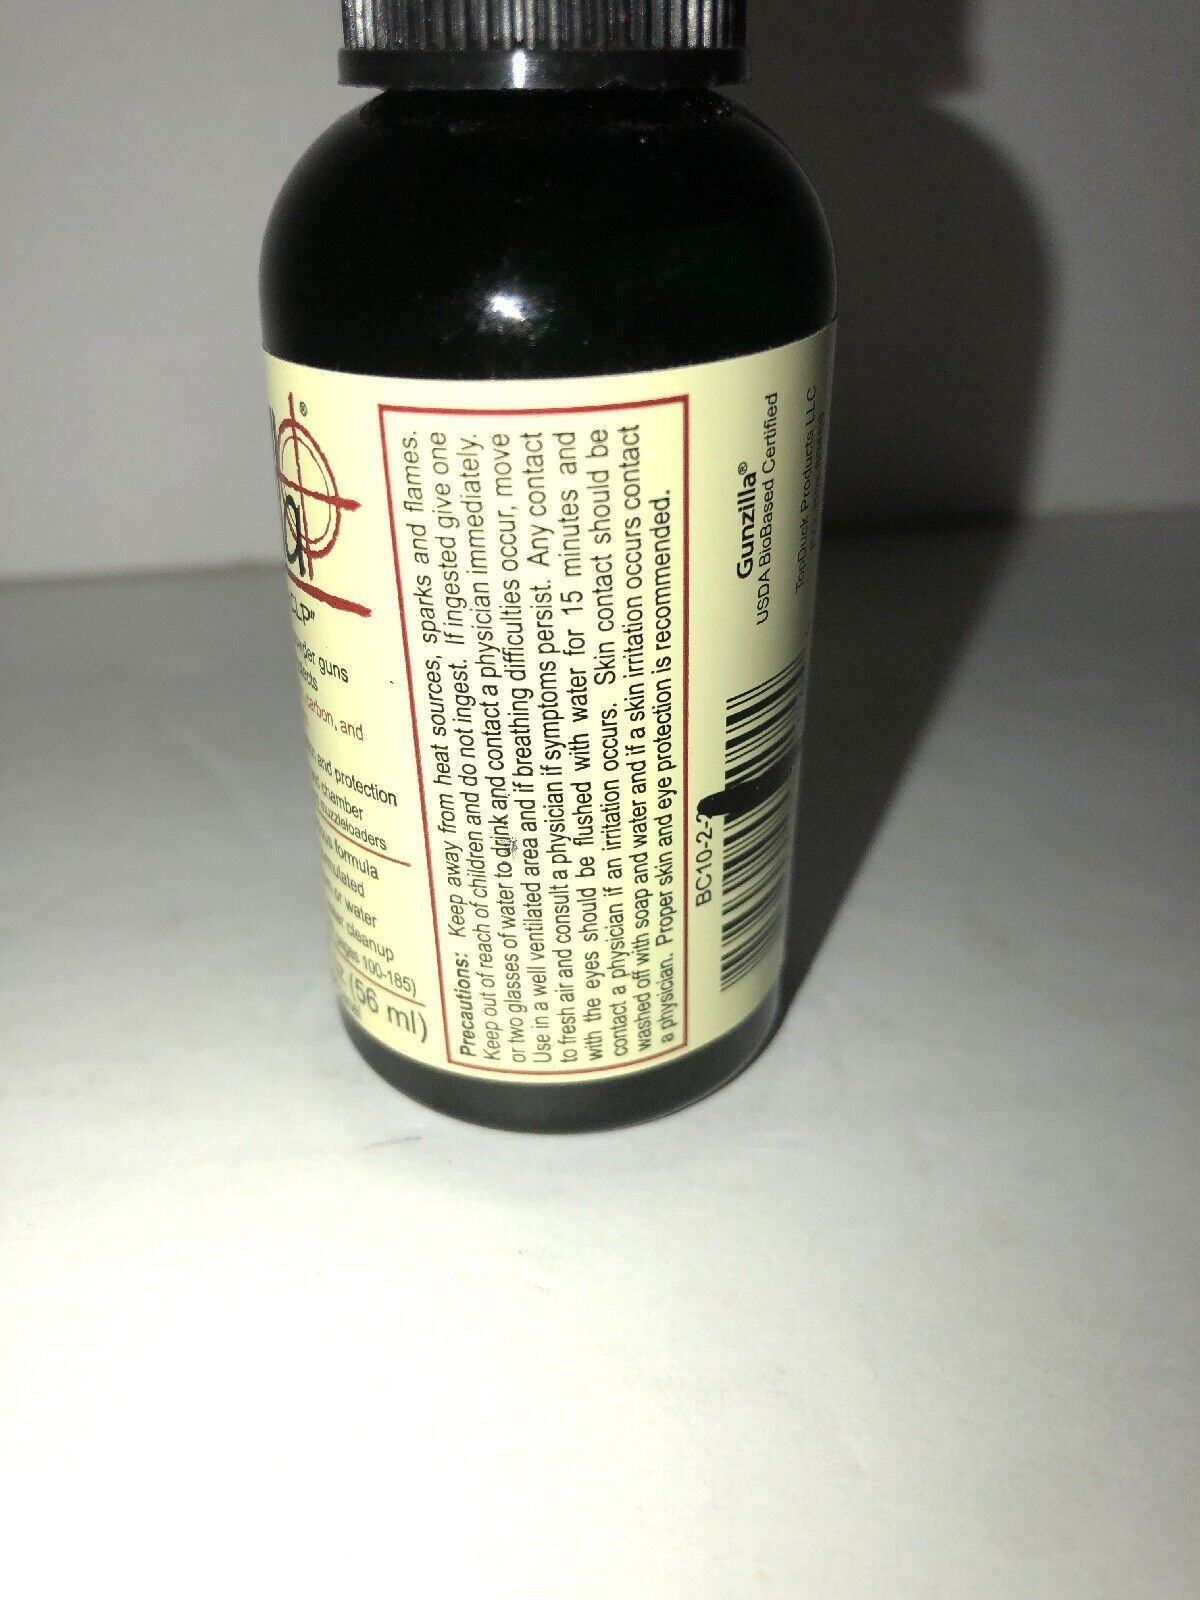 a®
CLP"
guns
carbon, and
and protection
chamber
muzzleloaders
formula
or water
cleanup
100-185)
(56 ml)
Precautions: Keep away from heat sources, sparks and flames.
Keep out of reach of children and do not ingest. If ingested give one
or two glasses of water to drink and contact a physician immediately.
Use in a well ventilated area and if breathing difficulties occur, move
to fresh air and consult a physician if symptoms persist. Any contact
with the eyes should be flushed with water for 15 minutes and
contact a physician if an irritation occurs. Skin contact should be
washed off with soap and water and if a skin irritation occurs contact
a physician. Proper skin and eye protection is recommended.
BC10-2-
Gunzilla®
USDA BioBased Certified
TopDuck Products LLC